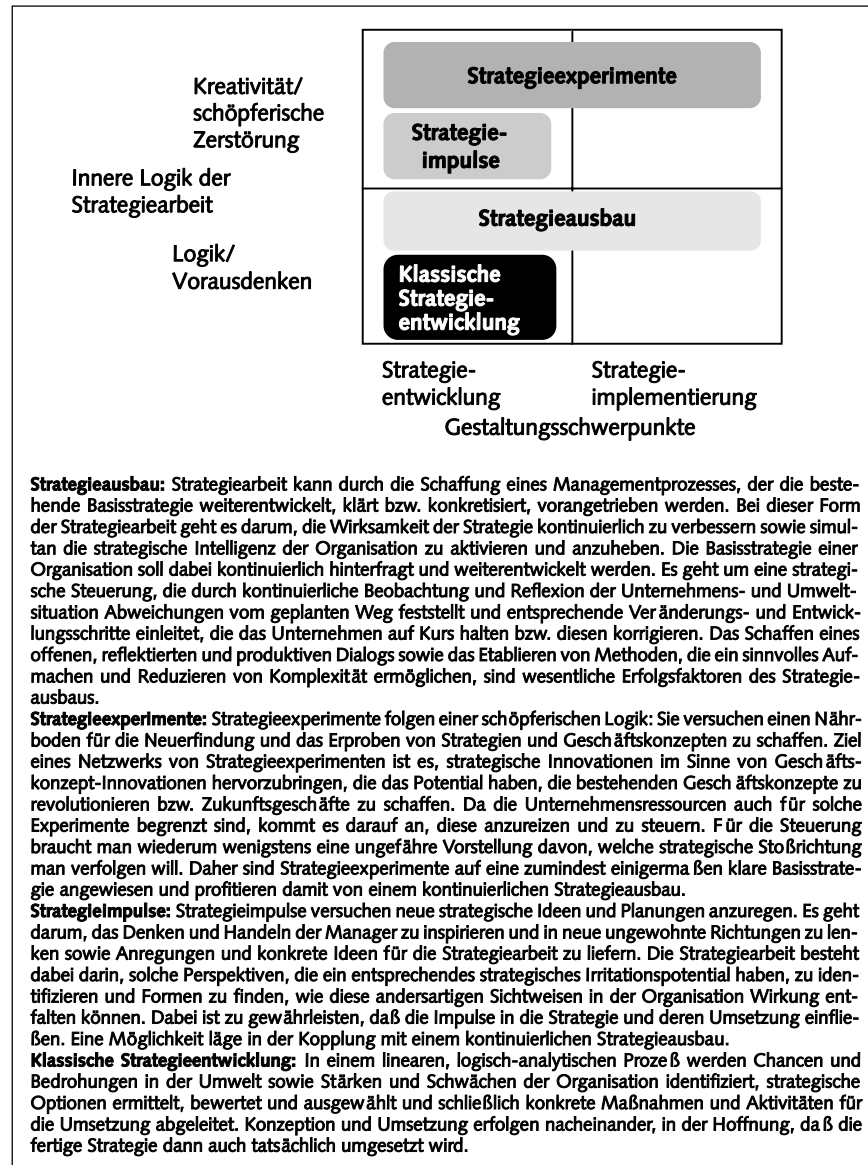 Strategieexperimente
Kreativität/
schöpferische
Zerstörung
Strategie-
impulse
Innere Logik der
Strategiearbeit
Strategieausbau
Logik/
Vorausdenken
Klassische
Strategie-
entwicklung
Strategie-
entwicklung
Strategie-
implementierung
Gestaltungsschwerpunkte
Strategieausbau: Strategiearbeit kann durch die Schaffung eines Managementprozesses, der die beste-
hende Basisstrategie weiterentwickelt, klärt bzw. konkretisiert, vorangetrieben werden. Bei dieser Form
der Strategiearbeit geht es darum, die Wirksamkeit der Strategie kontinuierlich zu verbessern sowie simul-
tan die strategische Intelligenz der Organisation zu aktivieren und anzuheben. Die Basisstrategie einer
Organisation soll dabei kontinuierlich hinterfragt und weiterentwickelt werden. Es geht um eine strategi-
sche Steuerung, die durch kontinuierliche Beobachtung und Reflexion der Unternehmens- und Umwelt-
situation Abweichungen vom geplanten Weg feststellt und entsprechende Veränderungs- und Entwick-
lungsschritte einleitet, die das Unternehmen auf Kurs halten bzw. diesen korrigieren. Das Schaffen eines
offenen, reflektierten und produktiven Dialogs sowie das Etablieren von Methoden, die ein sinnvolles Auf-
machen und Reduzieren von Komplexität ermöglichen, sind wesentliche Erfolgsfaktoren des Strategie-
ausbaus.
Strategieexperimente: Strategieexperimente folgen einer schöpferischen Logik: Sie versuchen einen Nähr-
boden für die Neuerfindung und das Erproben von Strategien und Geschäftskonzepten zu schaffen. Ziel
eines Netzwerks von Strategieexperimenten ist es, strategische Innovationen im Sinne von Geschäfts-
konzept-Innovationen hervorzubringen, die das Potential haben, die bestehenden Geschäftskonzepte zu
revolutionieren bzw. Zukunftsgeschäfte zu schaffen. Da die Unternehmensressourcen auch für solche
Experimente begrenzt sind, kommt es darauf an, diese anzureizen und zu steuern. Für die Steuerung
braucht man wiederum wenigstens eine ungefähre Vorstellung davon, welche strategische Stoßrichtung
man verfolgen will. Daher sind Strategieexperimente auf eine zumindest einigermaßen klare Basisstrate-
gie angewiesen und profitieren damit von einem kontinuierlichen Strategieausbau.
Strategieimpulse: Strategieimpulse versuchen neue strategische Ideen und Planungen anzuregen. Es geht
darum, das Denken und Handeln der Manager zu inspirieren und in neue ungewohnte Richtungen zu len-
ken sowie Anregungen und konkrete Ideen für die Strategiearbeit zu liefern. Die Strategiearbeit besteht
dabei darin, solche Perspektiven, die ein entsprechendes strategisches Irritationspotential haben, zu iden-
tifizieren und Formen zu finden, wie diese andersartigen Sichtweisen in der Organisation Wirkung ent-
falten können. Dabei ist zu gewährleisten, daß die Impulse in die Strategie und deren Umsetzung einflie-
ßen. Eine Möglichkeit läge in der Kopplung mit einem kontinuierlichen Strategieausbau.
Klassische Strategieentwicklung: In einem linearen, logisch-analytischen Prozeß werden Chancen und
Bedrohungen in der Umwelt sowie Stärken und Schwächen der Organisation identifiziert, strategische
Optionen ermittelt, bewertet und ausgewählt und schließlich konkrete Maßnahmen und Aktivitäten für
die Umsetzung abgeleitet. Konzeption und Umsetzung erfolgen nacheinander, in der Hoffnung, daß die
fertige Strategie dann auch tatsächlich umgesetzt wird.